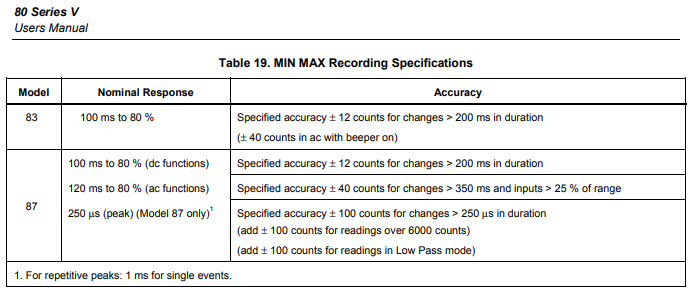 80 Series V
Users Manual
Table 19. MIN MAX Recording Specifications
Model Nominal Response Accuracy
83 100 ms to 80 % Specified accuracy ± 12 counts for changes > 200 ms in duration
(± 40 counts in ac with beeper on)
87
100 ms to 80 % (dc functions) Specified accuracy ± 12 counts for changes > 200 ms in duration
120 ms to 80 % (ac functions) Specified accuracy ± 40 counts for changes > 350 ms and inputs > 25 % of range
250 μs (peak) (Model 87 only)1 Specified accuracy ± 100 counts for changes > 250 μs in duration
(add ± 100 counts for readings over 6000 counts)
(add ± 100 counts for readings in Low Pass mode)
1. For repetitive peaks: 1 ms for single events.